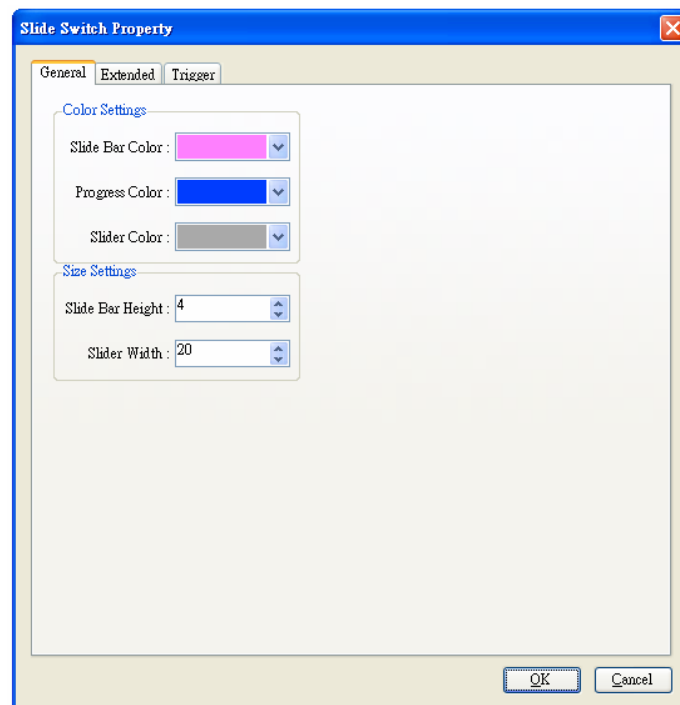 Slide Switch Property
General Extended Trigger
Color Settings
Slide Bar Color :
Progress Color :
Slider Color :
Size Settings
Slide Bar Height : 4
Slider Width : 20
OK Cancel